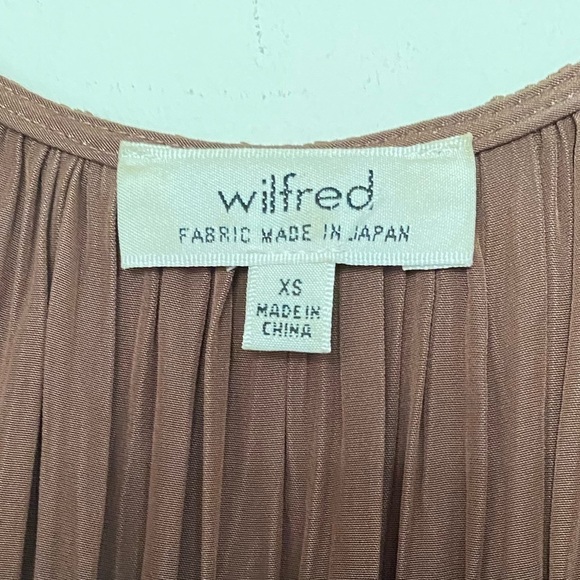 wilfred
FABRIC MADE IN JAPAN
XS
MADE IN
CHINA